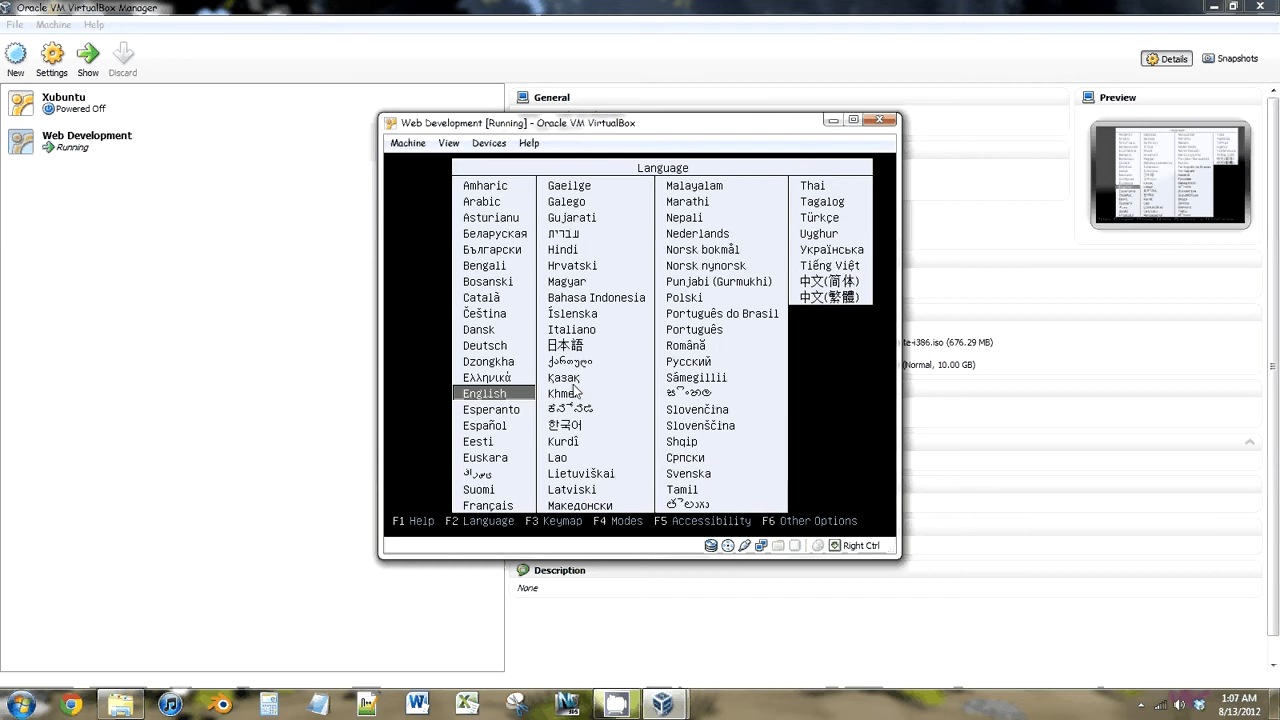 Oracle VM VirtualBox Manager
File Machine Help
New Settings Show Discard
Details Snapshots
Xubuntu
Powered Off
Web Development
Running
General
Preview
Web Development [Running] - Oracle VM VirtualBox
Machine View Devices Help
Language
Amharic Gaeilge Malayalam Thai
Arabic Galego Marathi Tagalog
Asturianu Gujarati Nepali Türkçe
Беларуская עברית Nederlands Uyghur
Български Hindi Norsk bokmål Українська
Bengali Hrvatski Norsk nynorsk Tiếng Việt
Bosanski Magyar Punjabi (Gurmukhi) 中文(简体)
Català Bahasa Indonesia Polski 中文(繁體)
Čeština Íslenska Português do Brasil
Dansk Italiano Português
Deutsch 日本語 Română
Dzongkha ქართული Русский
Ελληνικά Қазақ Sámegillii
English Khmer සිංහල
Esperanto ಕನ್ನಡ Slovenčina
Español 한국어 Slovenščina
Eesti Kurdî Shqip
Euskara Lao Српски
فارسی Lietuviškai Svenska
Suomi Latviski Tamil
Français Македонски తెలుగు
F1 Help F2 Language F3 Keymap F4 Modes F5 Accessibility F6 Other Options
Right Ctrl
te-i386.iso (676.29 MB)
(Normal, 10.00 GB)
Description
None
1:07 AM
8/13/2012